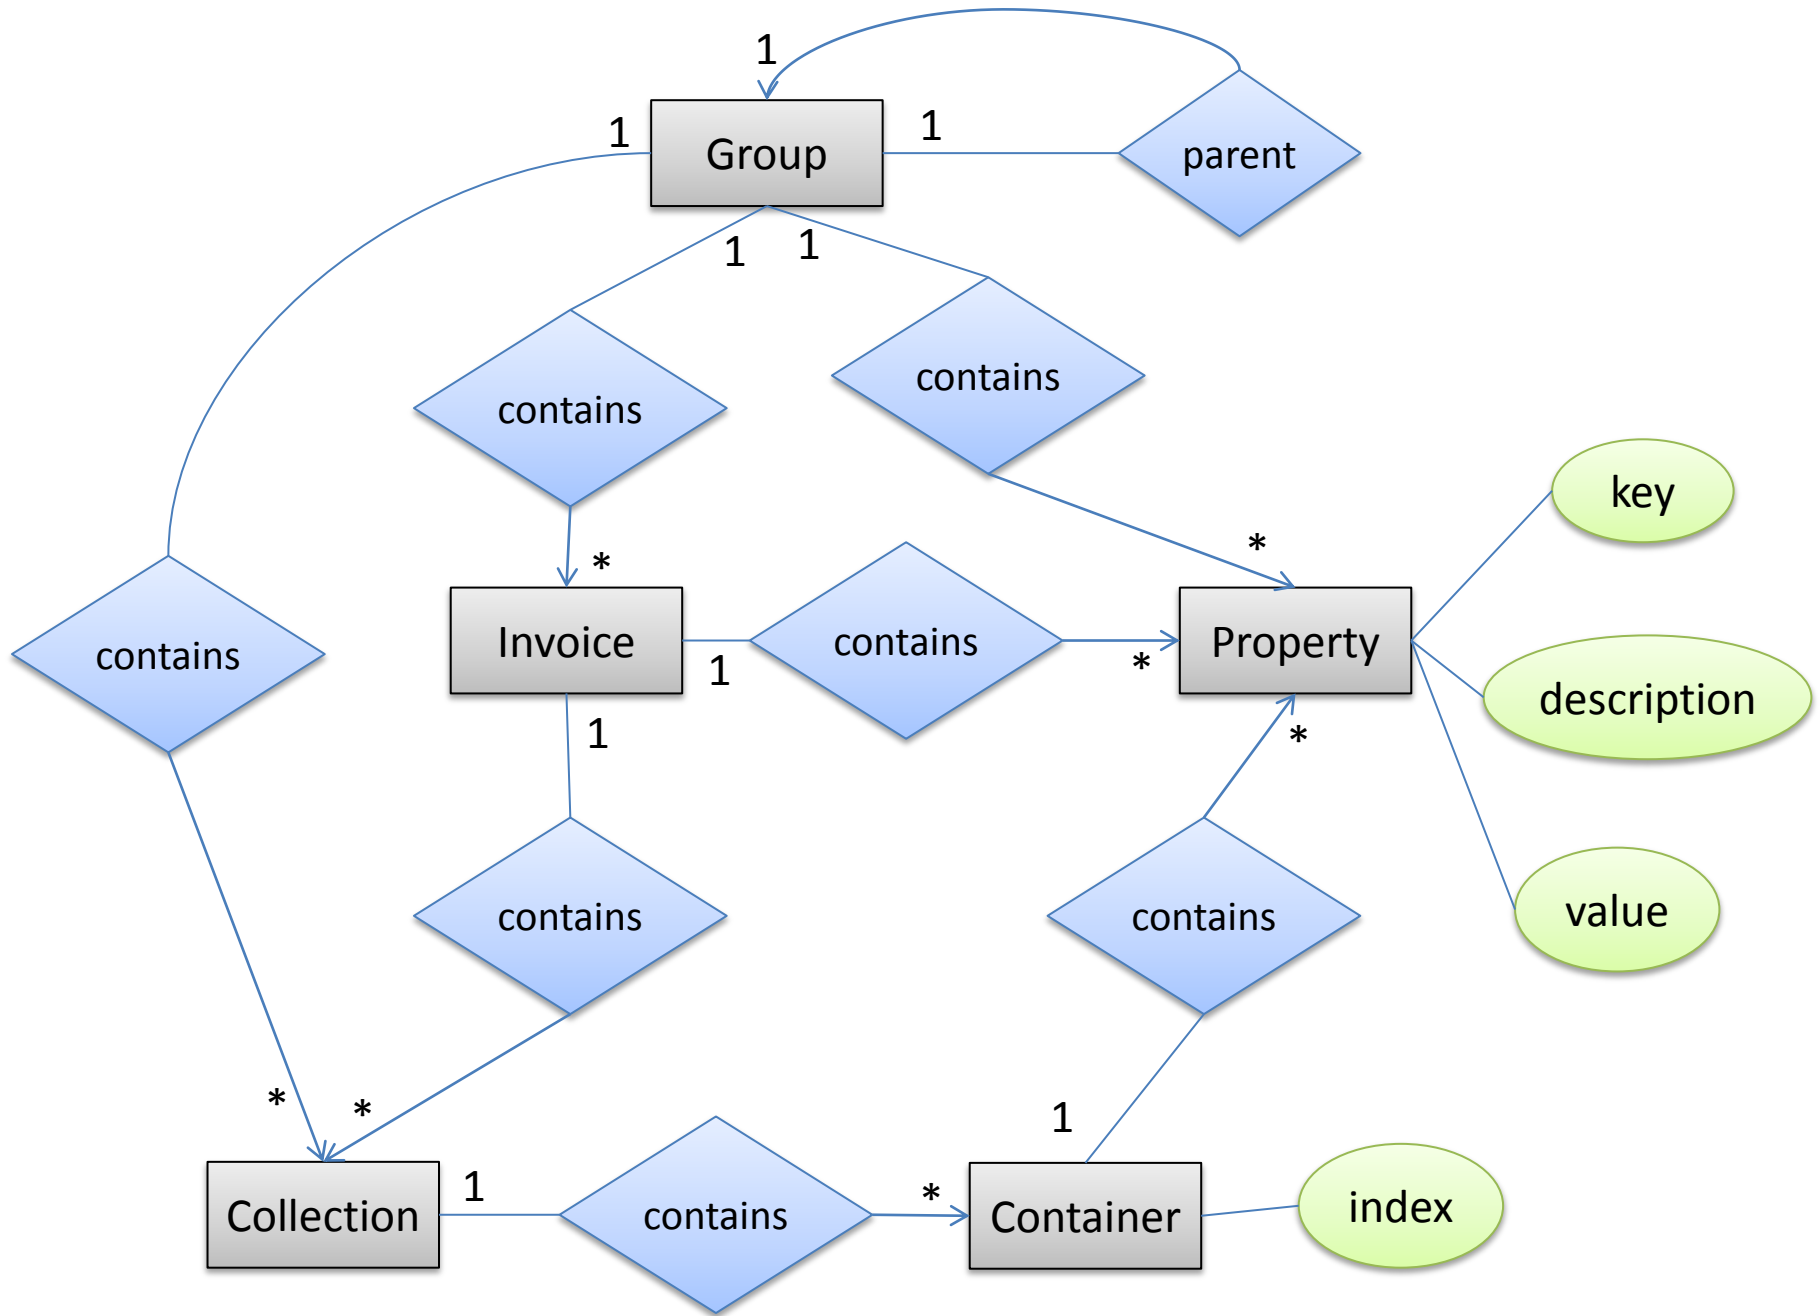 1
1
Group
1
parent
1
1
contains
contains
key
*
*
contains
Invoice
contains
Property
1
*
description
1
*
contains
contains
value
*
*
1
Collection
1
contains
*
Container
index